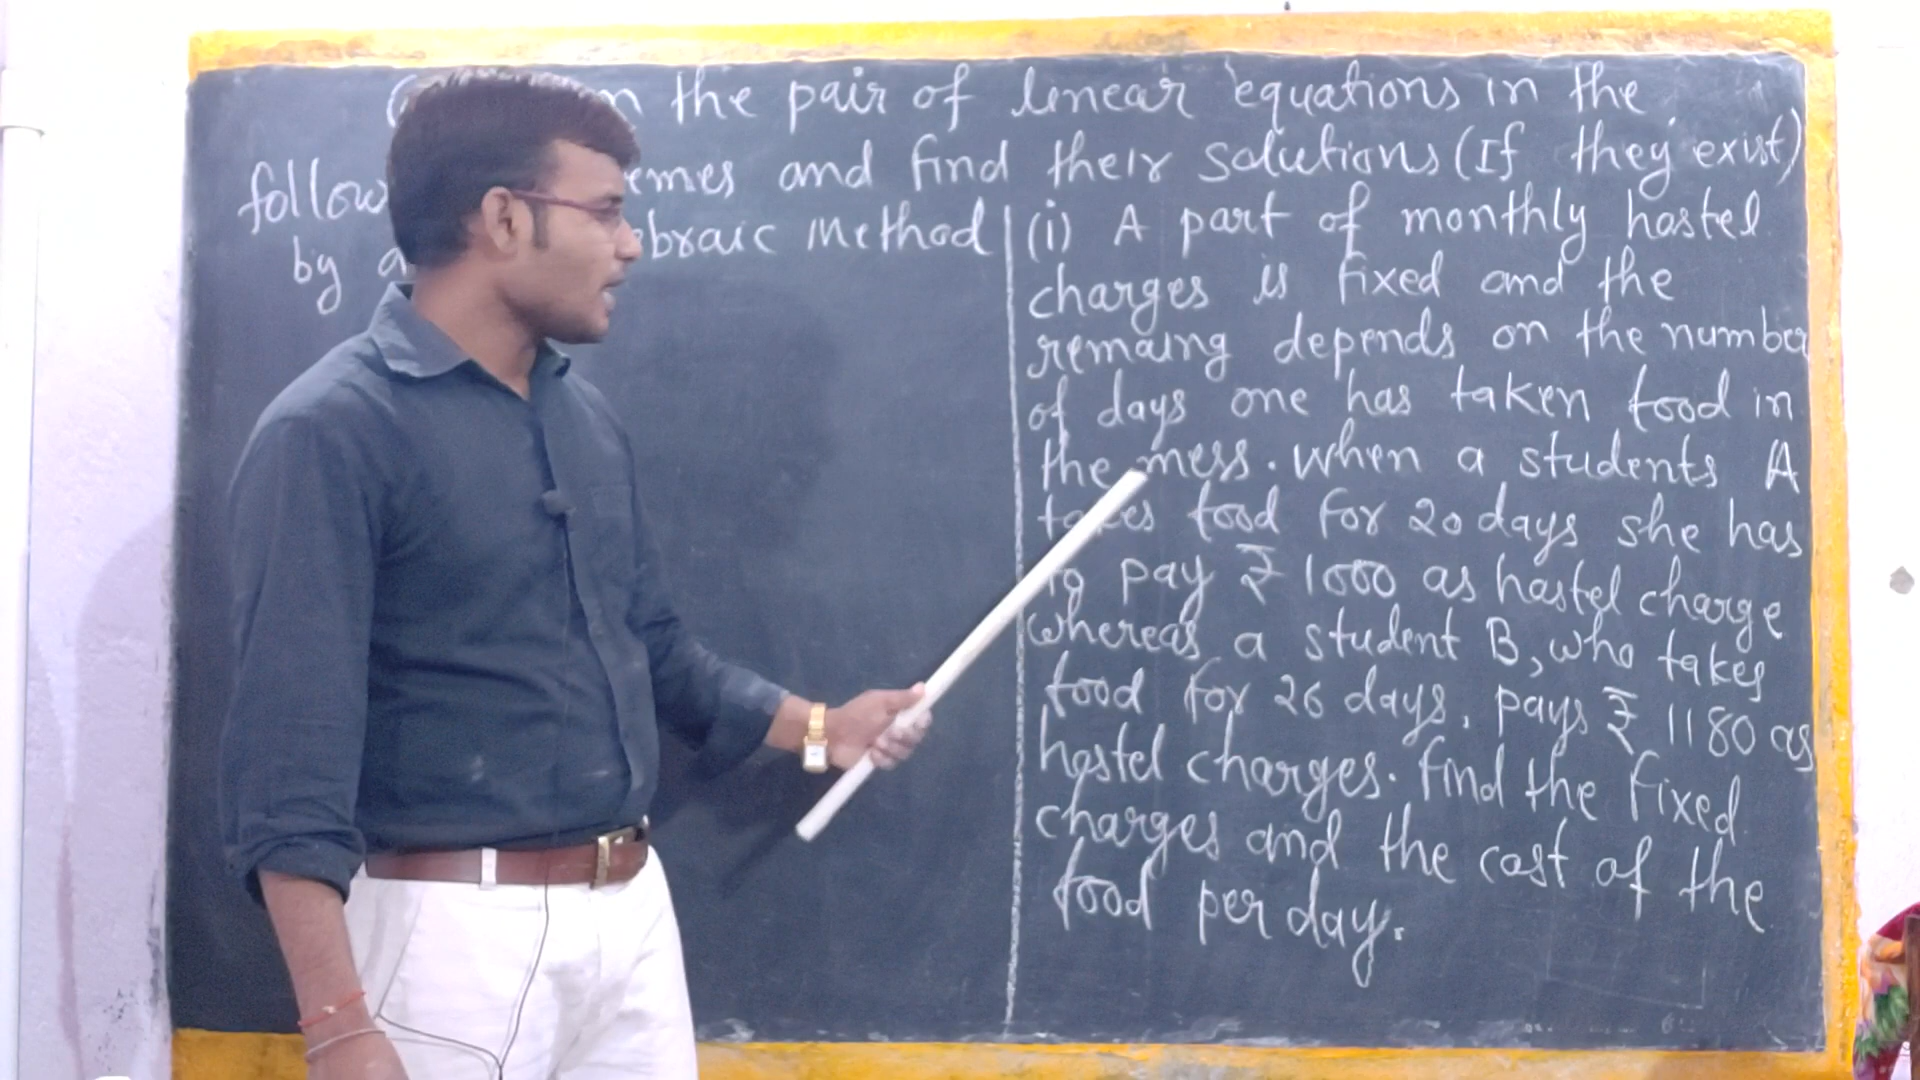 the pair of linear equations in the
follow emes and find their solutions (If they exist)
by a ebraic method
(i) A part of monthly hostel
charges is fixed and the
remaing depends on the number
of days one has taken food in
the mess. When a students A
takes food for 20 days she has
to pay ₹ 1000 as hostel charge
whereas a student B, who takes
food for 26 days, pays ₹ 1180 as
hostel charges. find the fixed
charges and the cost of the
food per day.